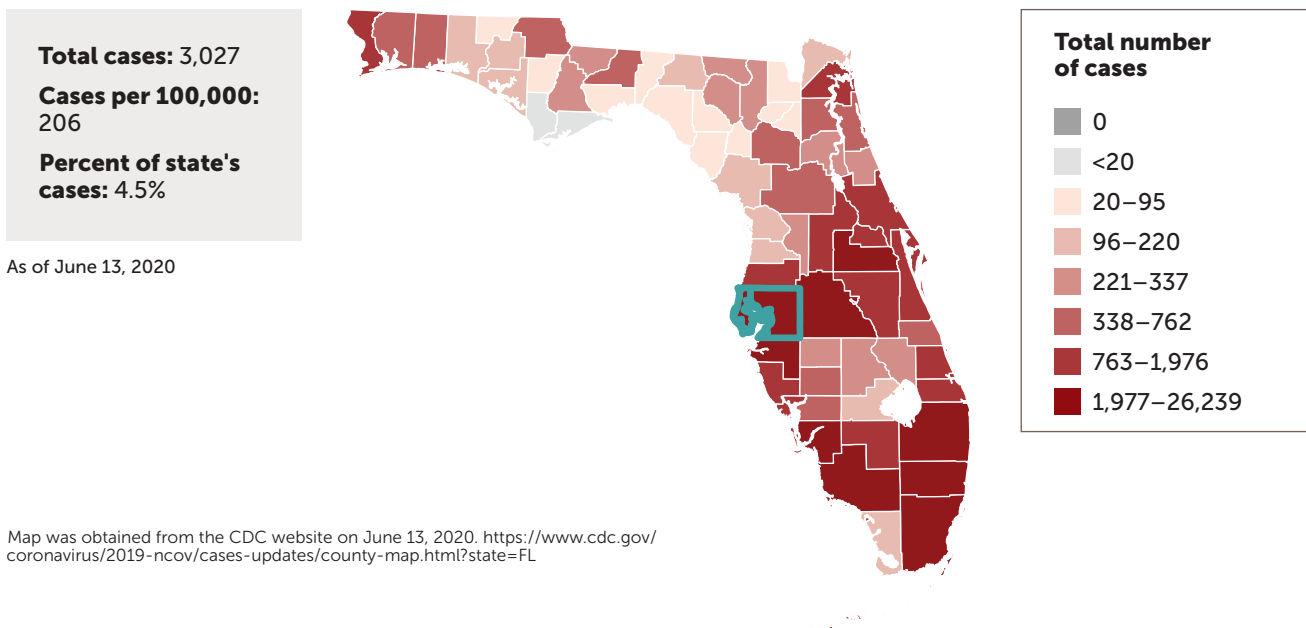 Total cases: 3,027
Cases per 100,000:
206
Percent of state's
cases: 4.5%
As of June 13, 2020
Map was obtained from the CDC website on June 13, 2020. https://www.cdc.gov/
coronavirus/2019-ncov/cases-updates/county-map.html?state=FL
Total number
of cases
0
<20
20–95
96–220
221–337
338–762
763–1,976
1,977–26,239